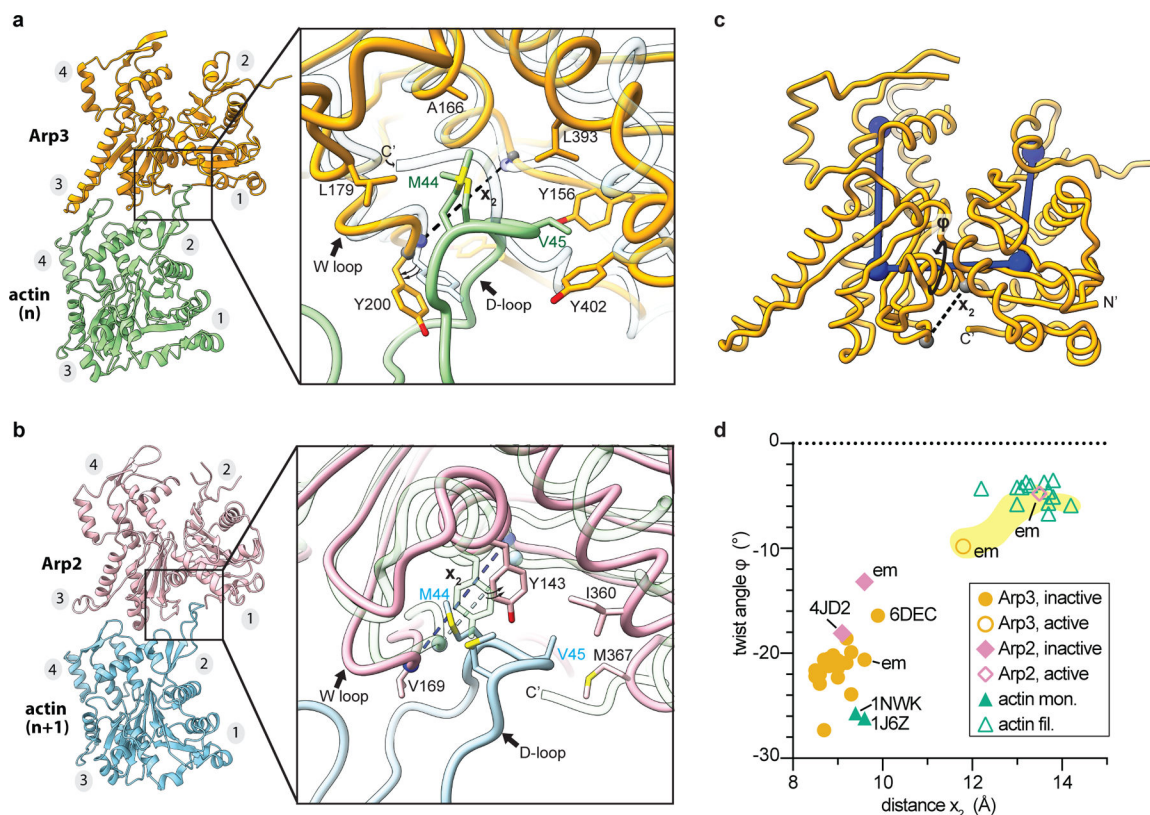 a
4
2
Arp3
3
1
2
4
actin
(n)
1
3
A166
L393
C'
L179
M44
Y156
x2
V45
W loop
D-loop
Y200
Y402
b
4
2
Arp2
3
1
2
4
actin
(n+1)
1
3
x2
Y143
M44
I360
V45
V169
M367
W loop
C'
D-loop
c
φ
N'
x2
C'
d
twist angle φ (°)
0
-10
-20
-30
em
em
em
4JD2
6DEC
em
1NWK
1J6Z
Arp3, inactive
Arp3, active
Arp2, inactive
Arp2, active
actin mon.
actin fil.
8 10 12 14
distance x2 (Å)